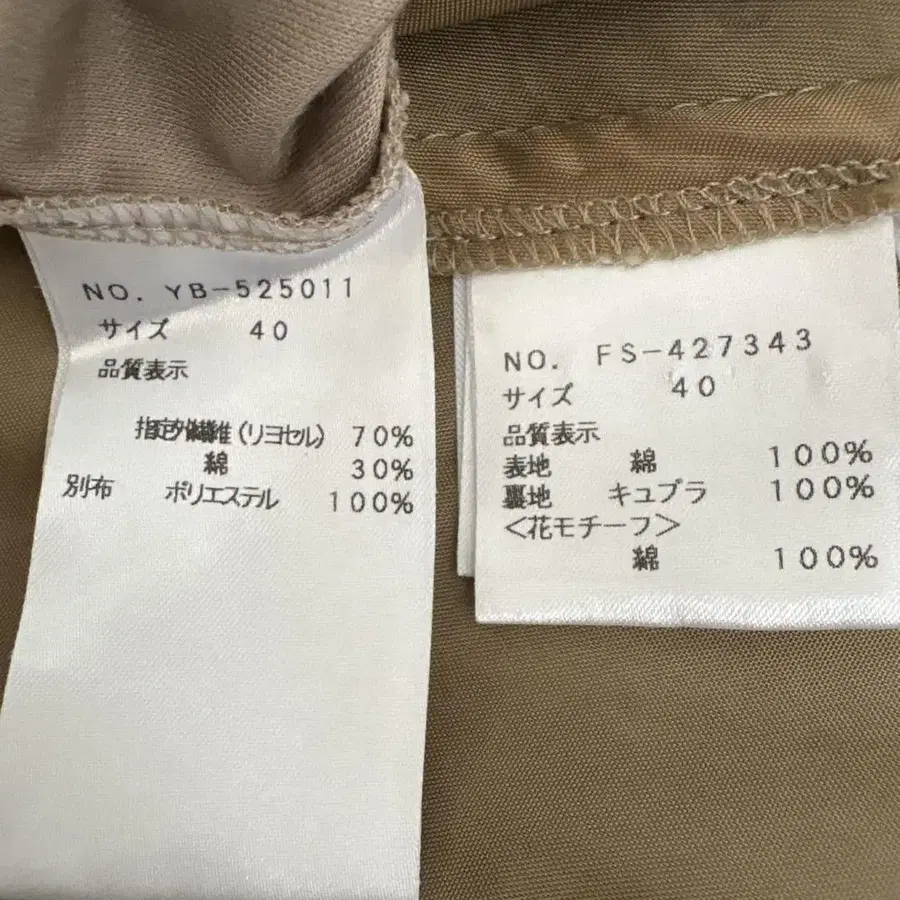 NO. YB-525011
サイズ 40
品質表示
指定外繊維(リヨセル) 70%
綿 30%
別布 ポリエステル 100%
NO. FS-427343
サイズ 40
品質表示
表地 綿 100%
裏地 キュプラ 100%
<花モチーフ>
綿 100%